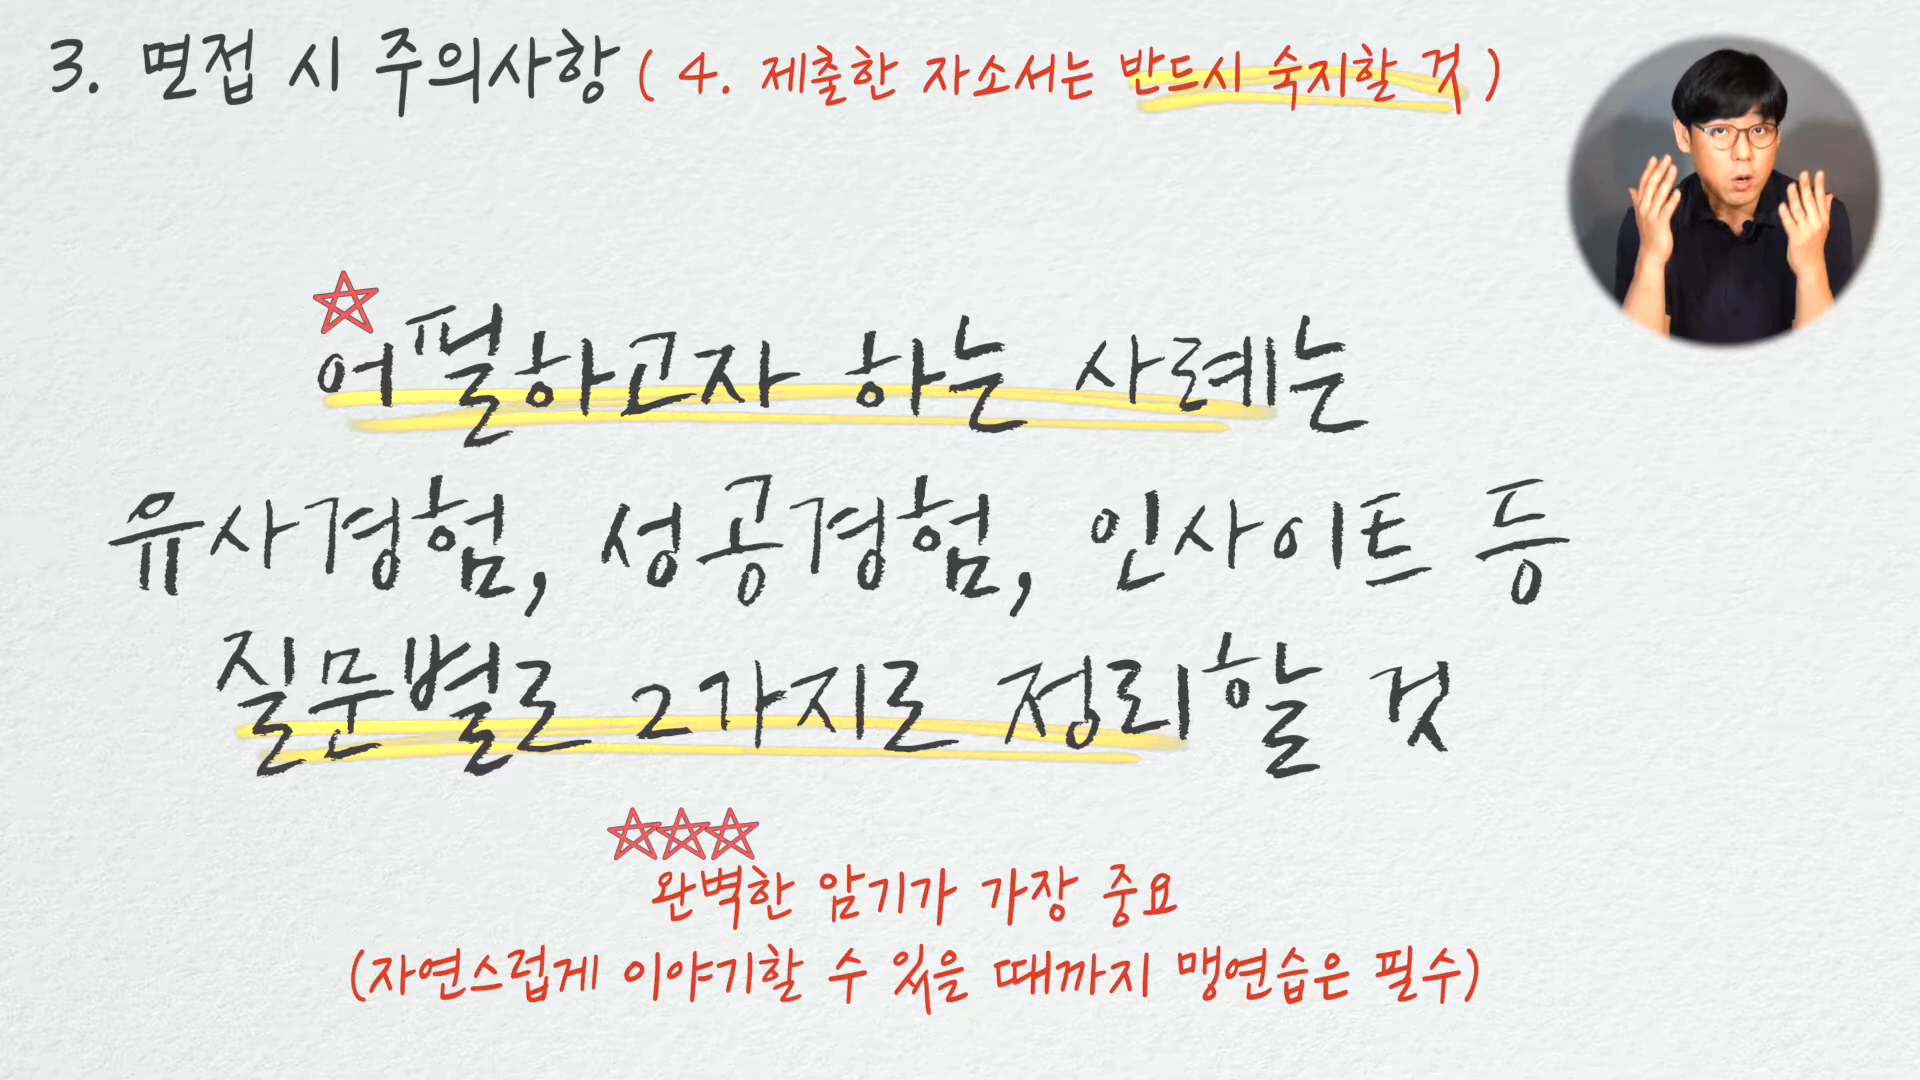 3. 면접 시 주의사항 ( 4. 제출한 자소서는 반드시 숙지할 것 )
어필하고자 하는 사례는
유사경험, 성공경험, 인사이트 등
질문별로 2가지로 정리할 것
완벽한 암기가 가장 중요
(자연스럽게 이야기할 수 있을 때까지 맹연습은 필수)